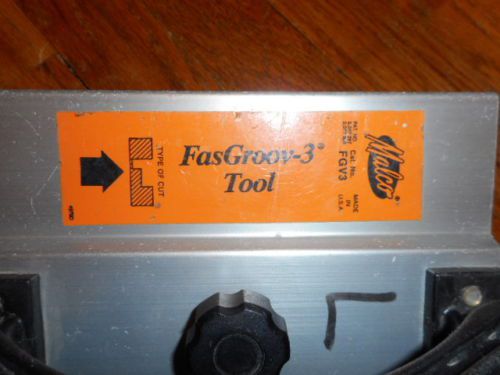 FasGroov-3®
Tool
TYPE OF CUT
Malco®
Cat. No.
FGV3
MADE
IN
U.S.A.
PAT. NO.